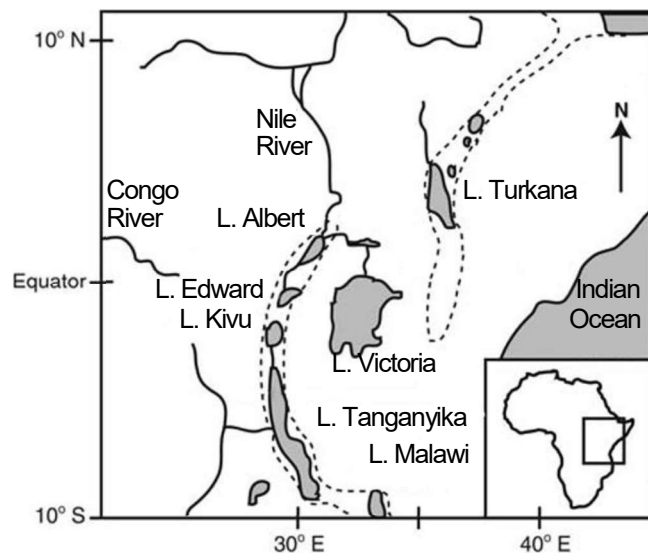 10° N
N
Nile
River
Congo
River
L. Turkana
L. Albert
Equator
L. Edward
L. Kivu
Indian
Ocean
L. Victoria
L. Tanganyika
L. Malawi
10° S
30° E
40° E